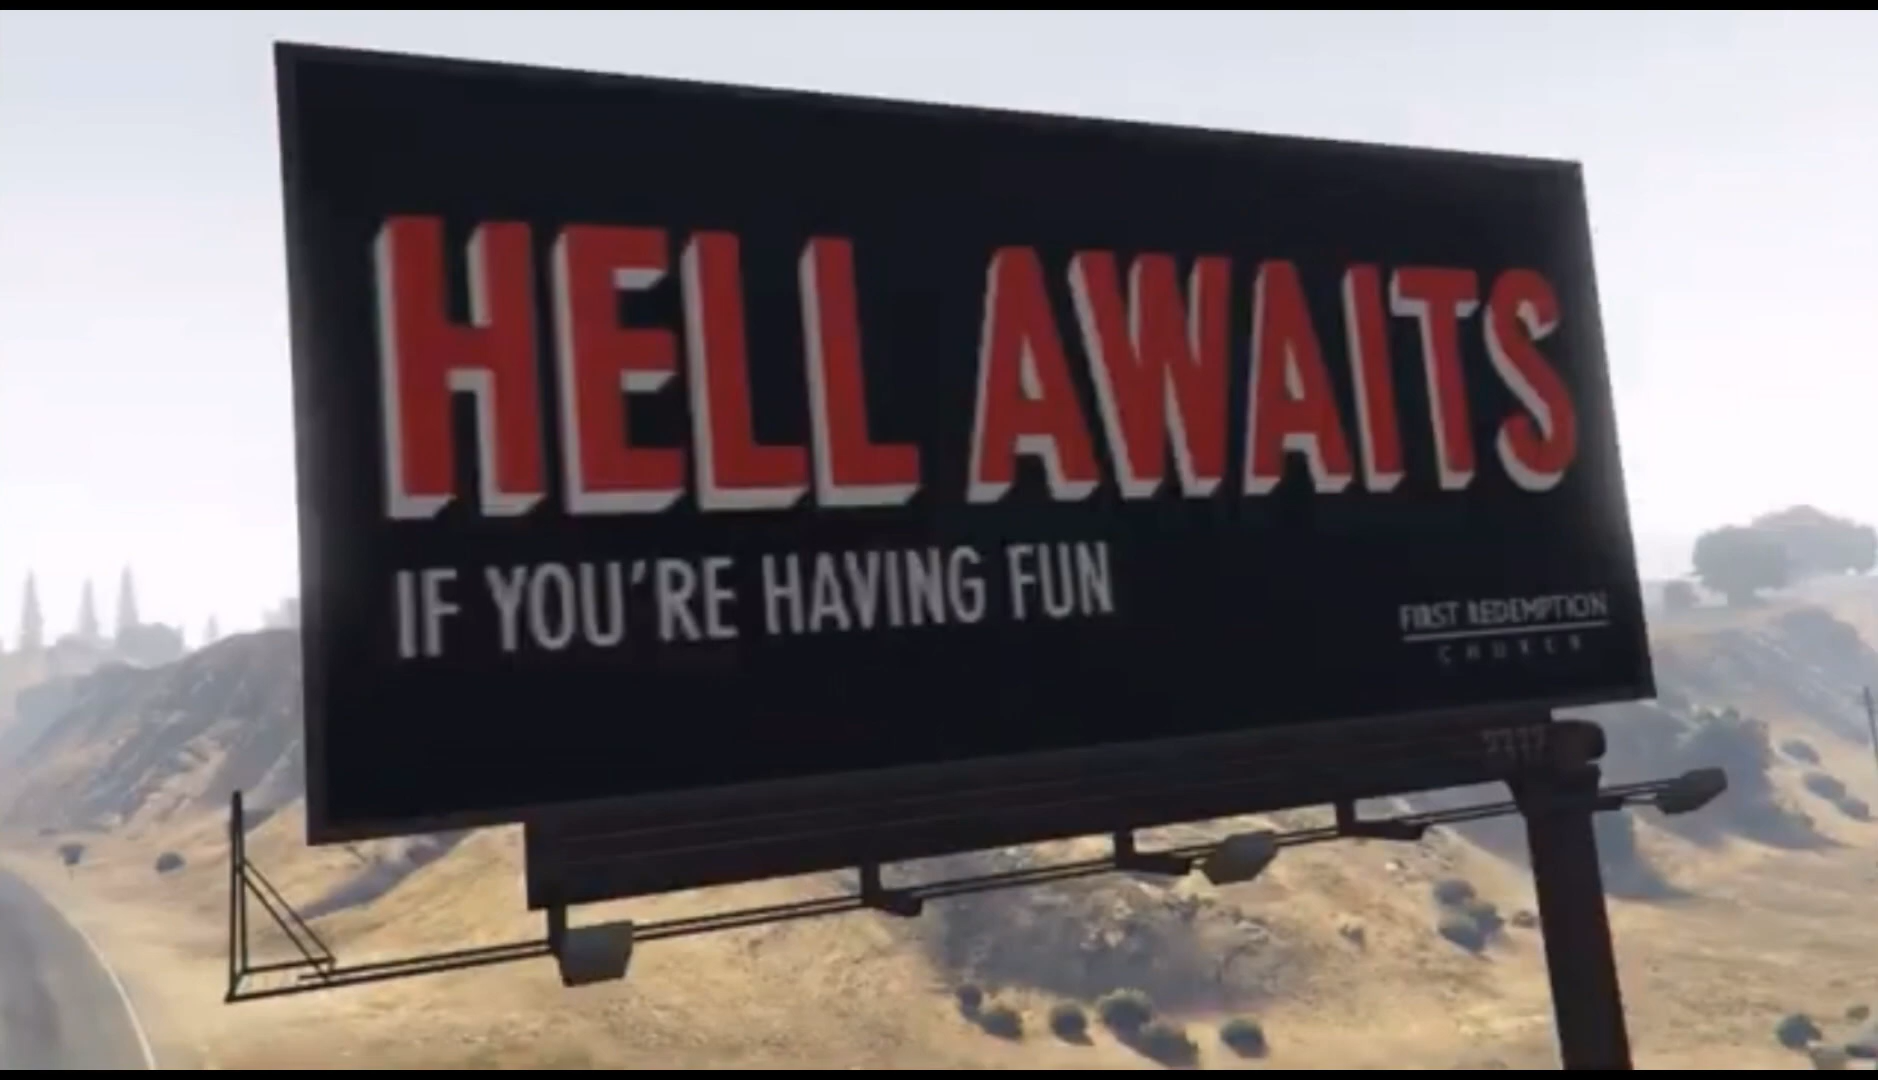 HELL AWAITS
IF YOU'RE HAVING FUN
FIRST REDEMPTION
CHURCH